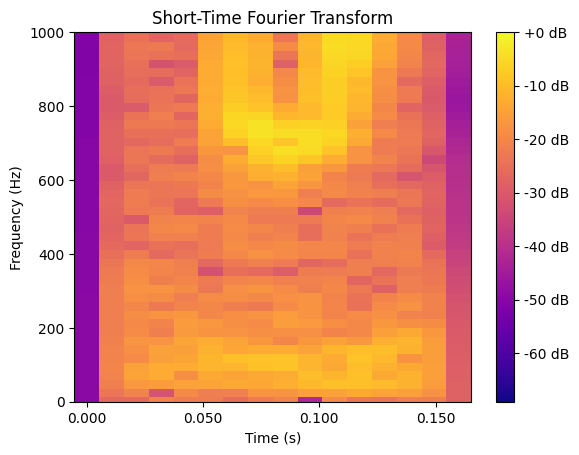 Short-Time Fourier Transform
Frequency (Hz)
1000
800
600
400
200
0
0.000
0.050
0.100
0.150
Time (s)
+0 dB
-10 dB
-20 dB
-30 dB
-40 dB
-50 dB
-60 dB